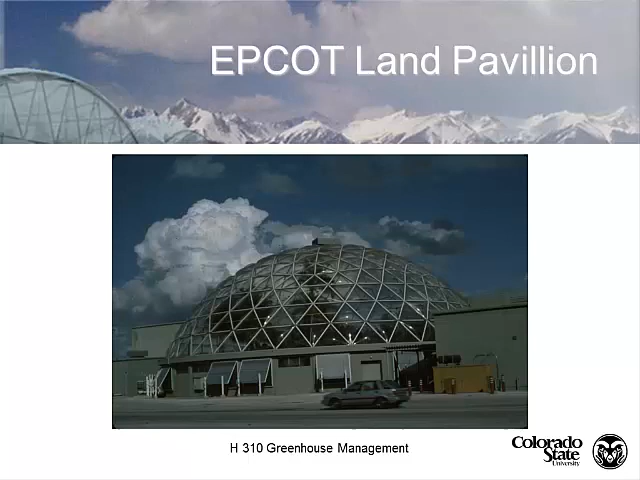 EPCOT Land Pavillion
H 310 Greenhouse Management
Colorado
State
University